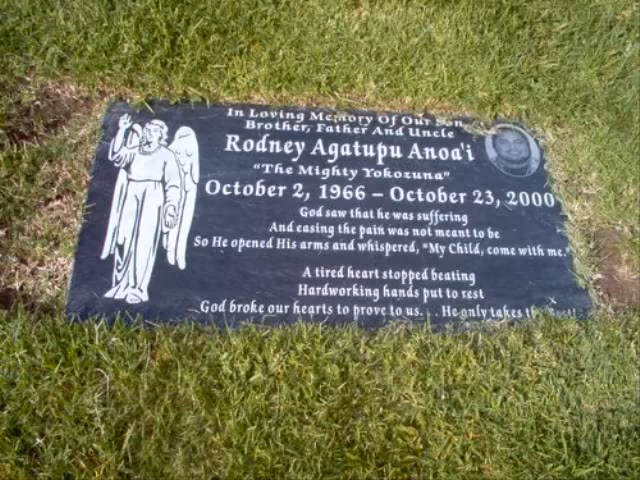 In Loving Memory Of Our Son
Brother, Father And Uncle
Rodney Agatupu Anoa'i
"The Mighty Yokozuna"
October 2, 1966 – October 23, 2000
God saw that he was suffering
And easing the pain was not meant to be
So He opened His arms and whispered, "My Child, come with me."
A tired heart stopped beating
Hardworking hands put to rest
God broke our hearts to prove to us. . . He only takes the Best!